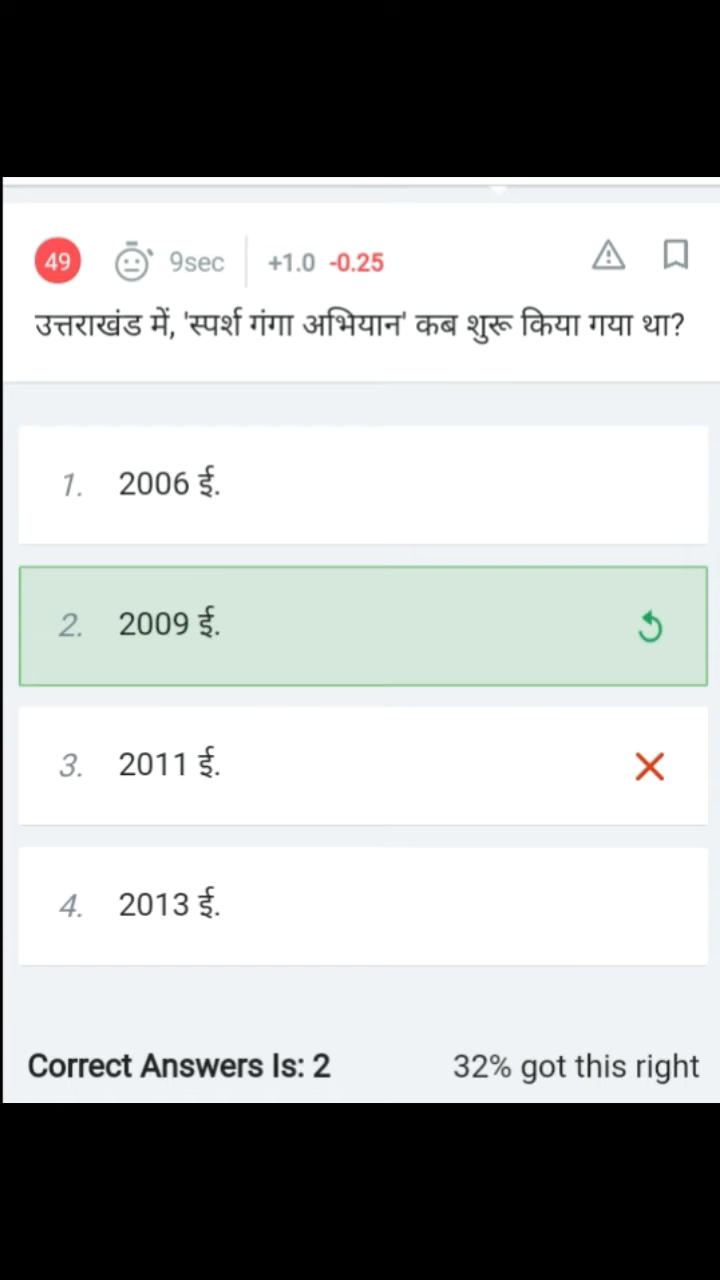 49 9sec +1.0 -0.25
उत्तराखंड में, 'स्पर्श गंगा अभियान' कब शुरू किया गया था?
1. 2006 ई.
2. 2009 ई.
3. 2011 ई.
4. 2013 ई.
Correct Answers Is: 2 32% got this right